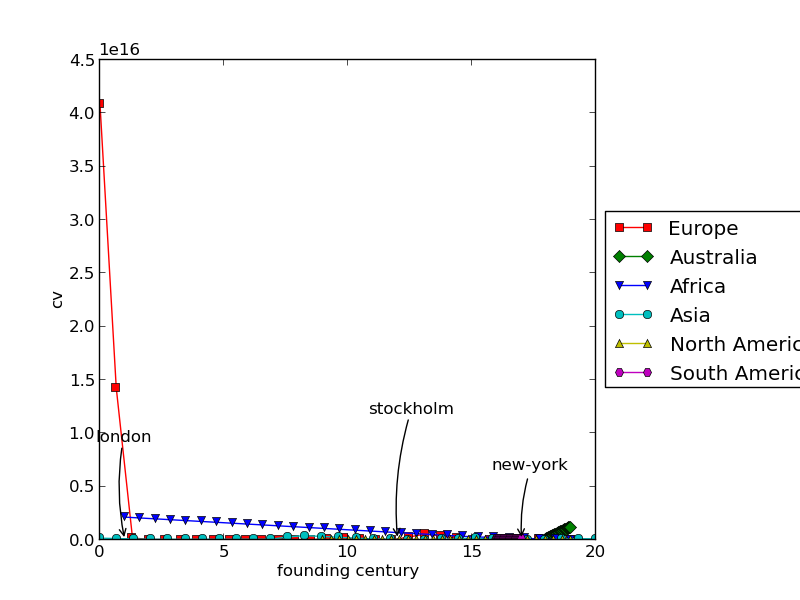 1e16
4.5
4.0
3.5
3.0
2.5
2.0
1.5
1.0
0.5
0.0
cv
0
5
10
15
20
founding century
london
stockholm
new-york
Europe
Australia
Africa
Asia
North Americ
South Americ